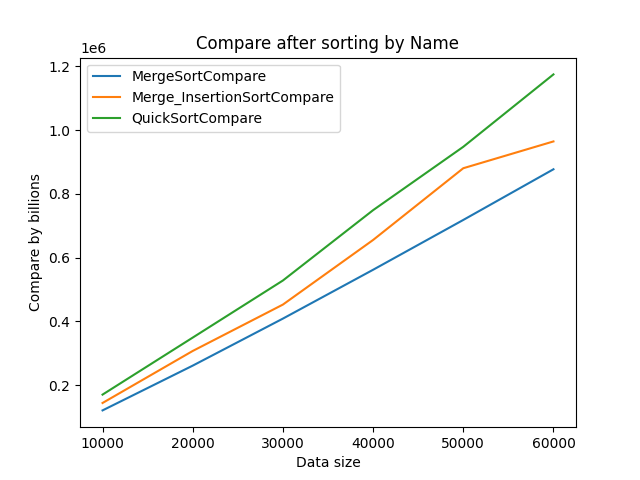 Compare after sorting by Name
1e6
MergeSortCompare
Merge_InsertionSortCompare
QuickSortCompare
Compare by billions
1.2
1.0
0.8
0.6
0.4
0.2
10000 20000 30000 40000 50000 60000
Data size